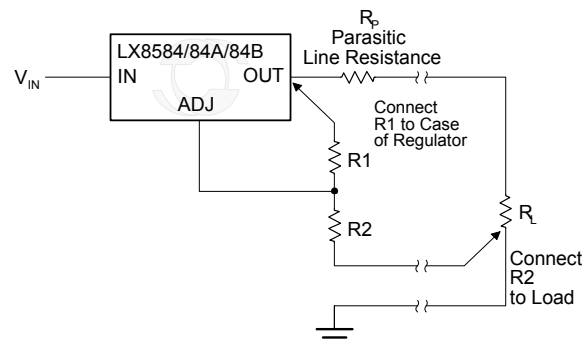 R_P
Parasitic
Line Resistance
LX8584/84A/84B
V_IN
IN
OUT
ADJ
Connect
R1 to Case
of Regulator
R1
R2
R_L
Connect
R2
to Load